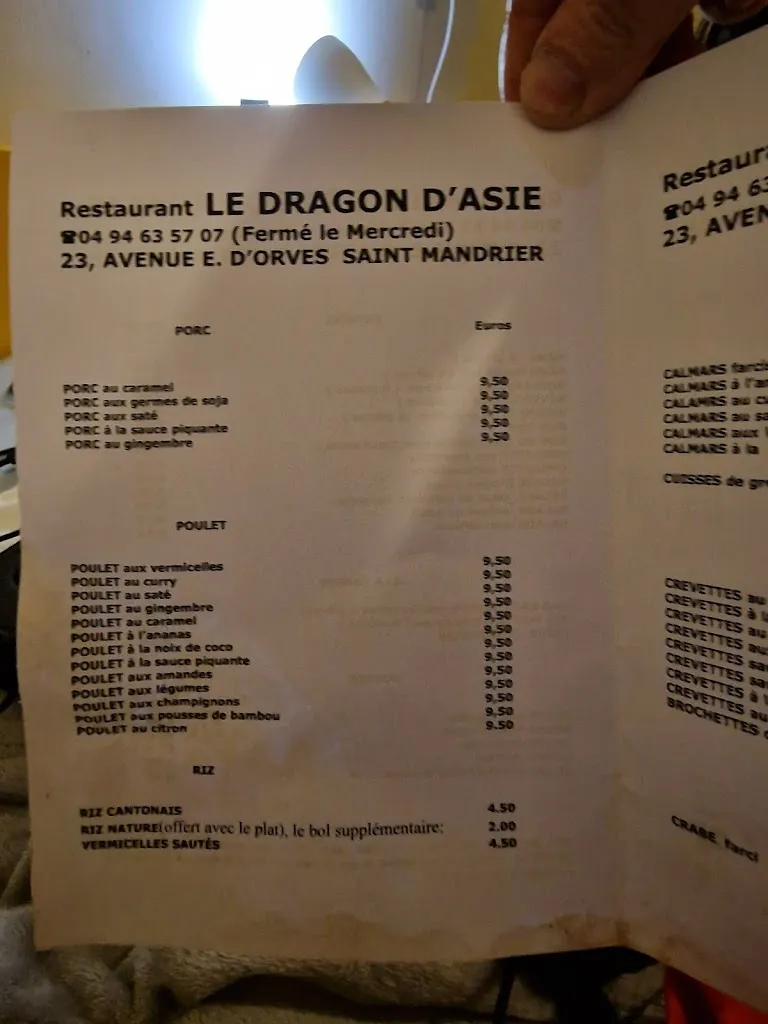 Restaurant LE DRAGON D'ASIE
☎04 94 63 57 07 (Fermé le Mercredi)
23, AVENUE E. D'ORVES SAINT MANDRIER
PORC Euros
PORC au caramel 9,50
PORC aux germes de soja 9,50
PORC aux saté 9,50
PORC à la sauce piquante 9,50
PORC au gingembre 9,50
POULET
POULET aux vermicelles 9,50
POULET au curry 9,50
POULET au saté 9,50
POULET au gingembre 9,50
POULET au caramel 9,50
POULET à l'ananas 9,50
POULET à la noix de coco 9,50
POULET à la sauce piquante 9,50
POULET aux amandes 9,50
POULET aux légumes 9,50
POULET aux champignons 9,50
POULET aux pousses de bambou 9,50
POULET au citron 9.50
RIZ
RIZ CANTONAIS 4.50
RIZ NATURE(offert avec le plat), le bol supplémentaire: 2.00
VERMICELLES SAUTÉS 4.50
☎04 94 63
23, AVEN
CALMARS farcis
CALMARS à l'
CALAMRS au
CALMARS au
CALMARS aux
CALMARS à la
CUISSES de
CREVETTES au
CREVETTES à
CREVETTES au
CREVETTES
CREVETTES
CREVETTES
CREVETTES à
CREVETTES
BROCHETTES
CRABE farci